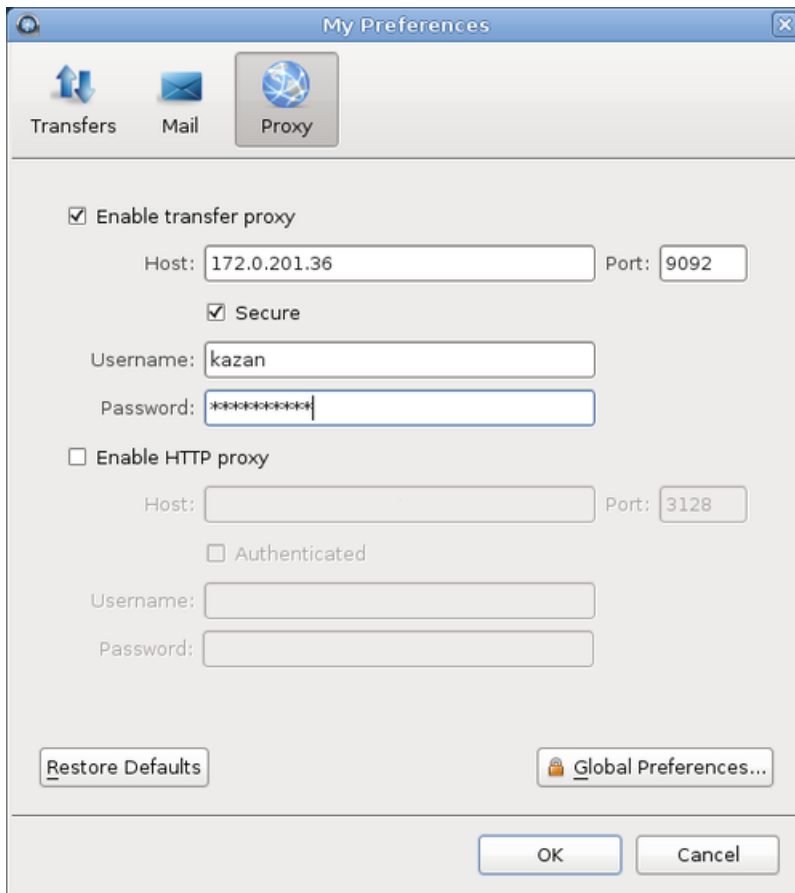 My Preferences
Transfers Mail Proxy
Enable transfer proxy
Host: 172.0.201.36 Port: 9092
Secure
Username: kazan
Password: **********
Enable HTTP proxy
Host: Port: 3128
Authenticated
Username:
Password:
Restore Defaults Global Preferences...
OK Cancel